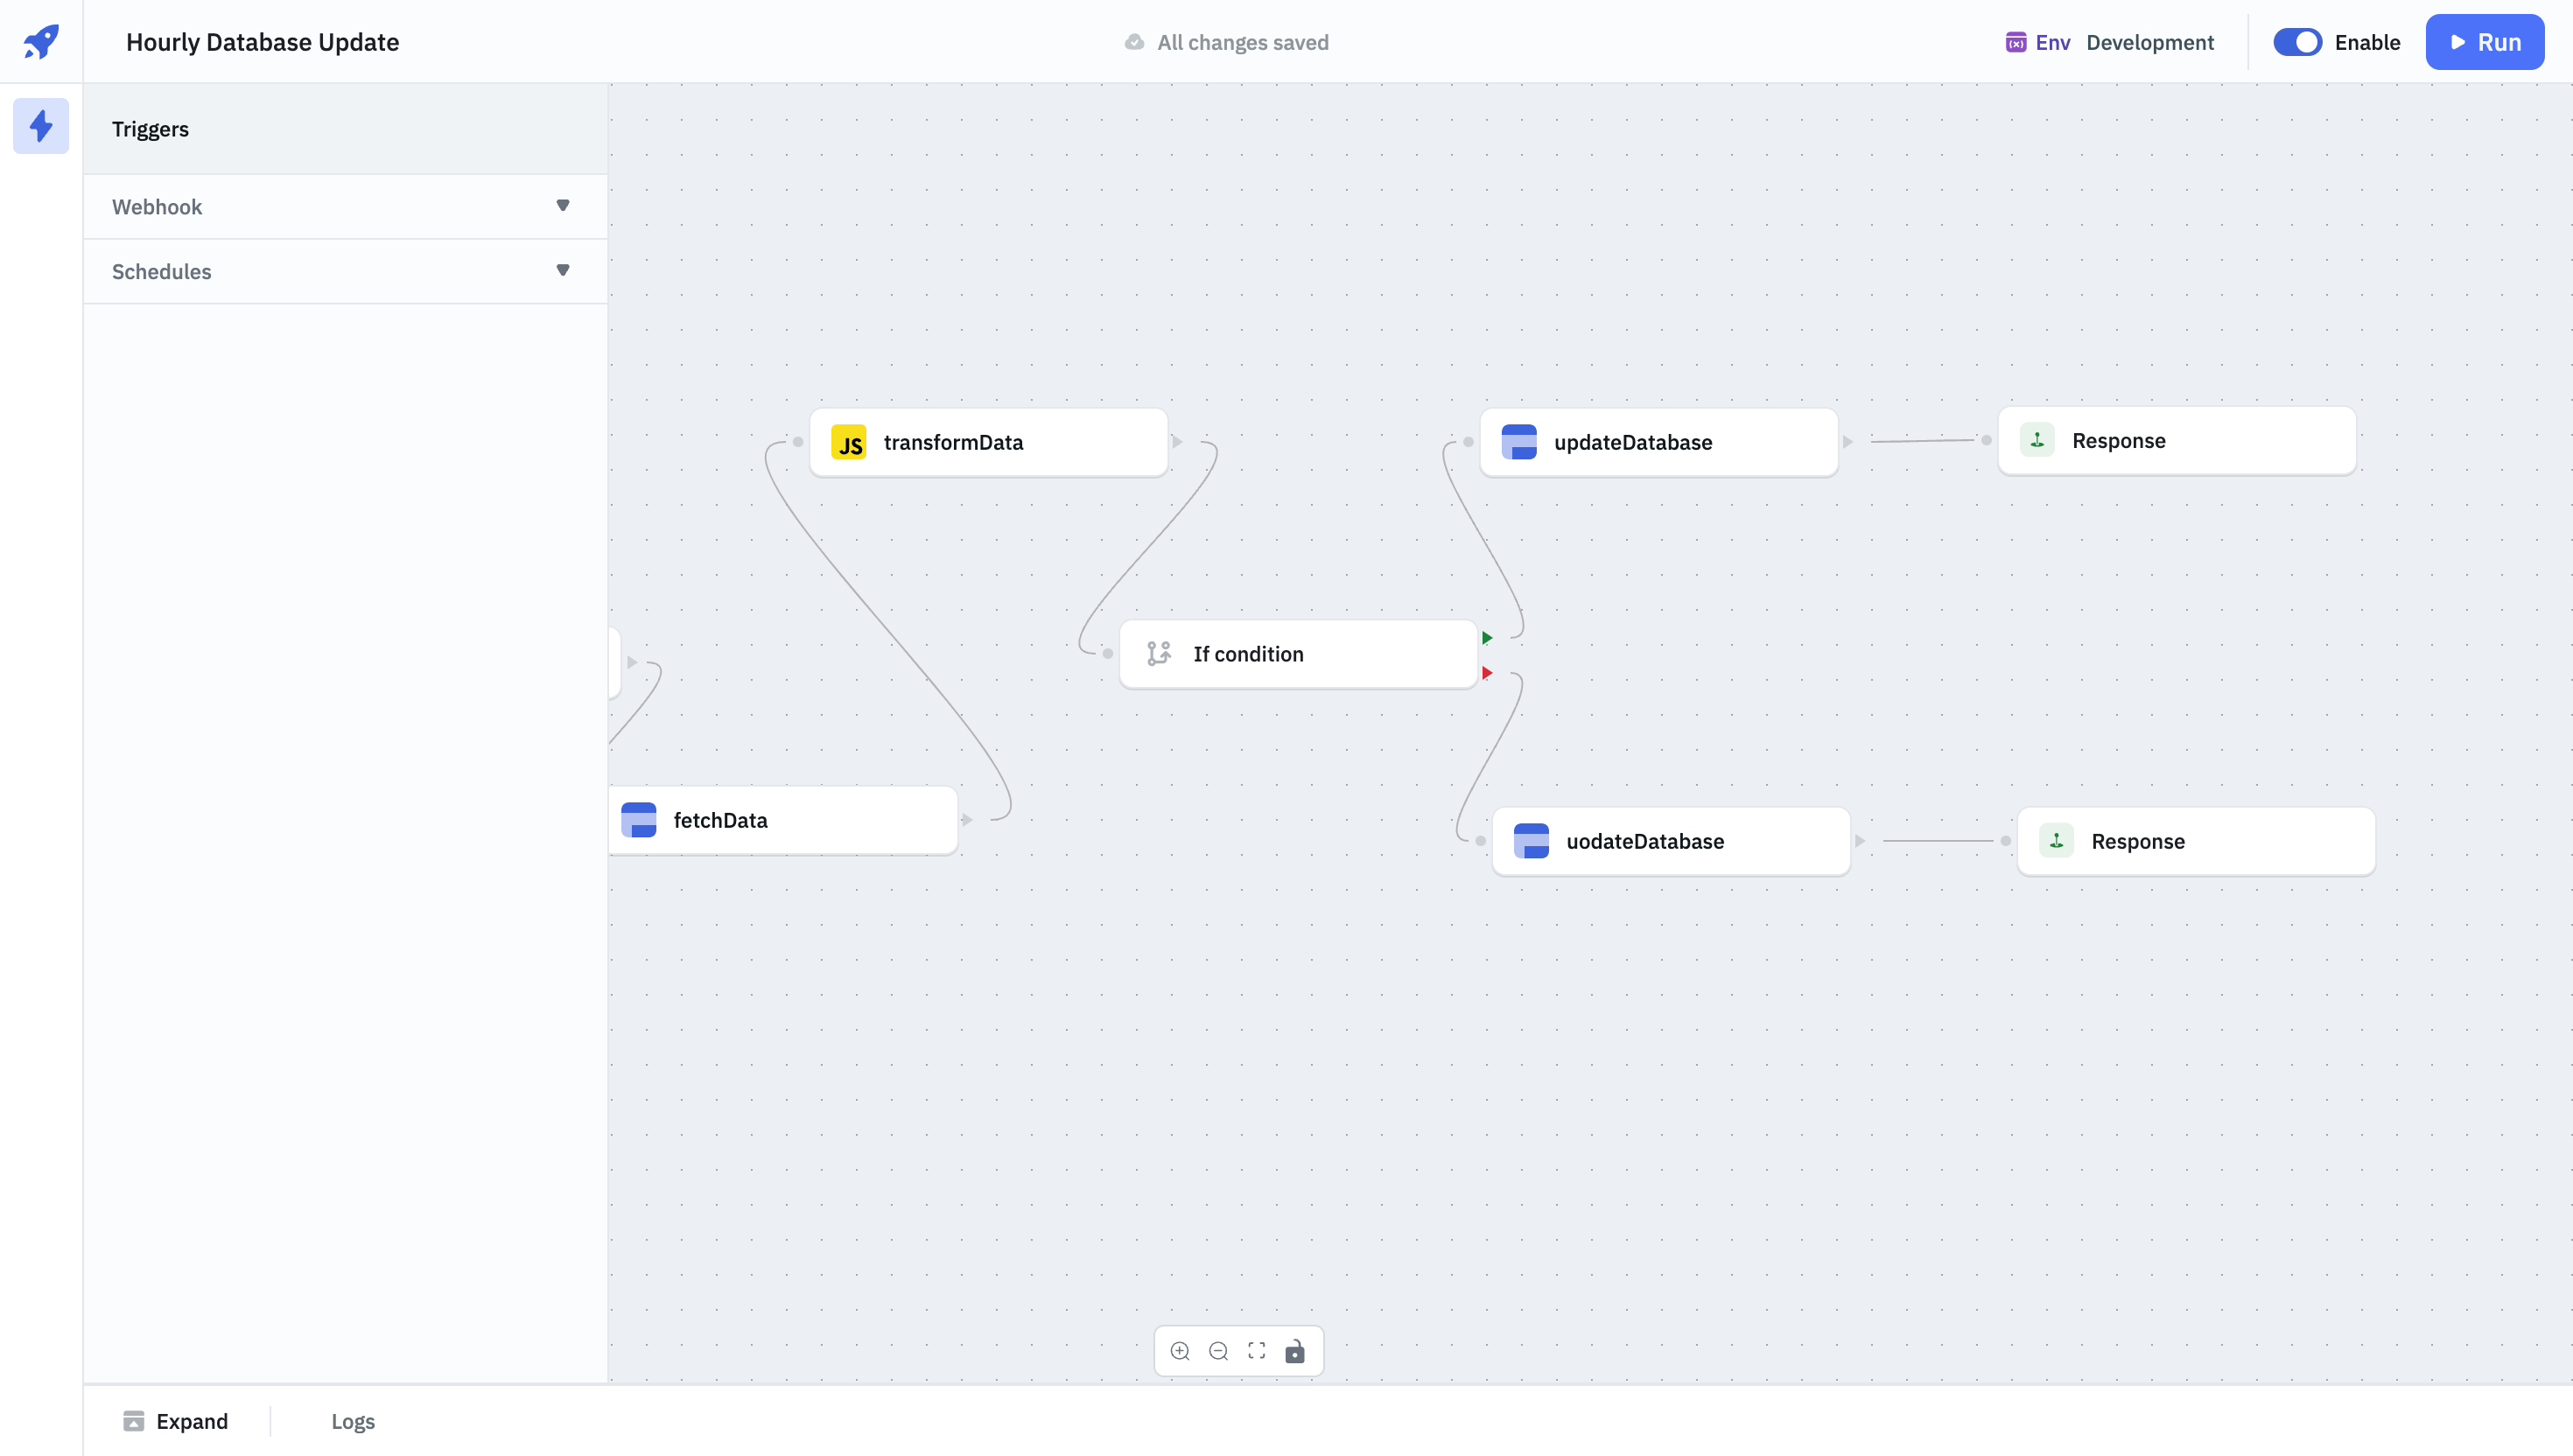 Hourly Database Update
All changes saved
Env Development
Enable
Run
Triggers
Webhook
Schedules
JS transformData
updateDatabase
Response
If condition
fetchData
uodateDatabase
Response
Expand
Logs